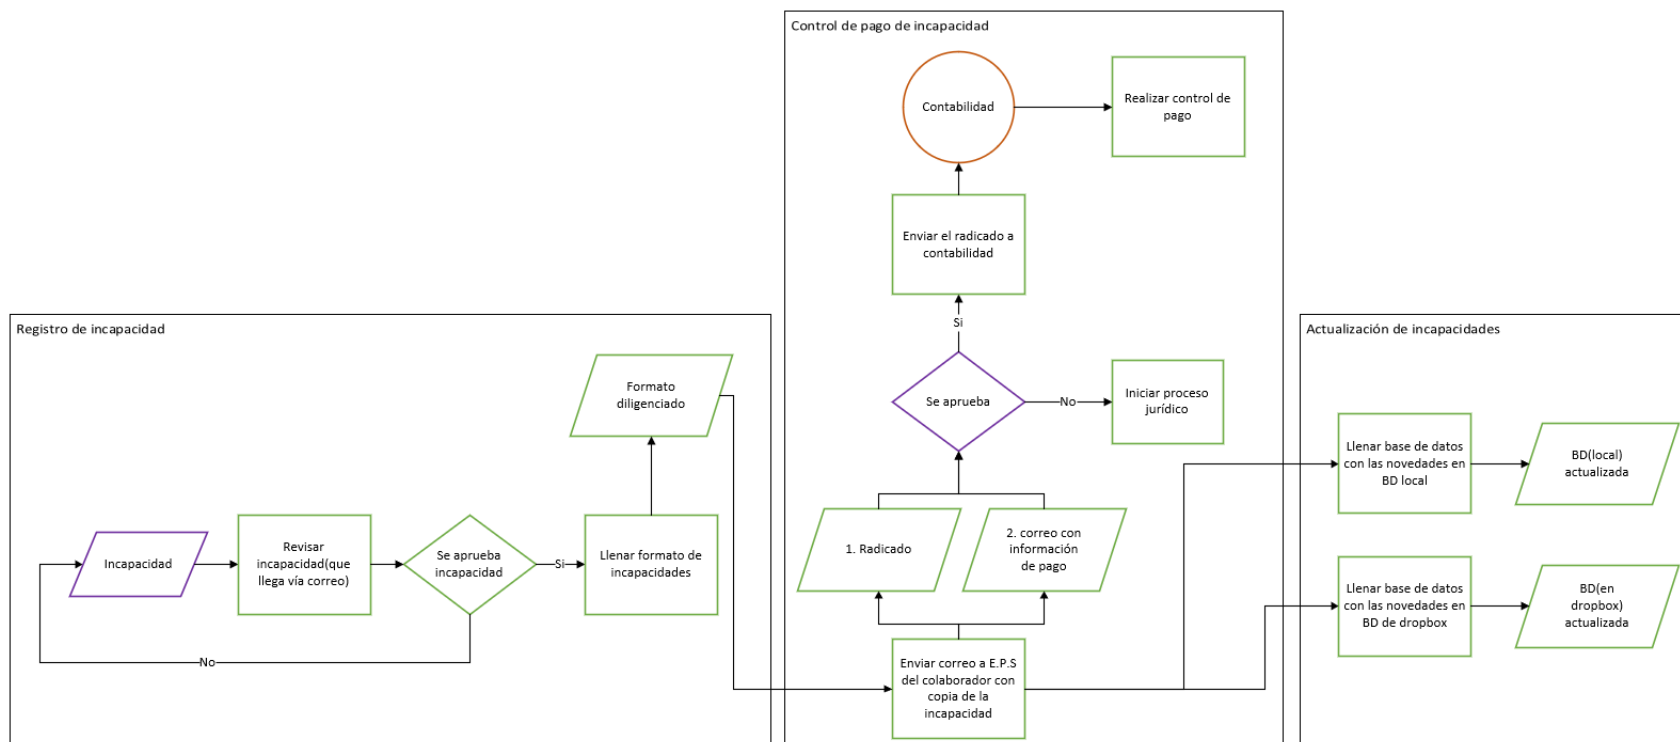 Control de pago de incapacidad
Contabilidad
Realizar control de
pago
Enviar el radicado a
contabilidad
Si
Se aprueba
No
Iniciar proceso
jurídico
1. Radicado
2. correo con
información
de pago
Enviar correo a E.P.S
del colaborador con
copia de la
incapacidad
Registro de incapacidad
Formato
diligenciado
Incapacidad
Revisar
incapacidad(que
llega vía correo)
Se aprueba
incapacidad
Si
Llenar formato de
incapacidades
No
Actualización de incapacidades
Llenar base de datos
con las novedades en
BD local
BD(local)
actualizada
Llenar base de datos
con las novedades en
BD de dropbox
BD(en
dropbox)
actualizada